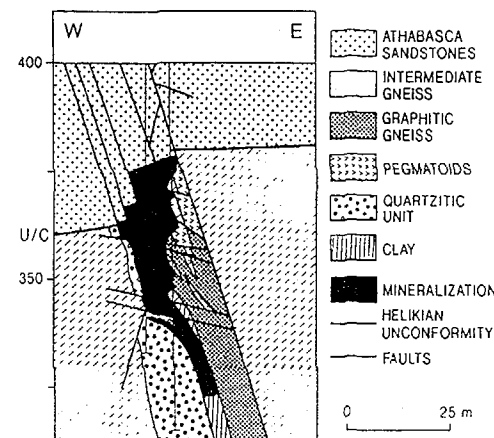 W
E
400
U/C
350
ATHABASCA
SANDSTONES
INTERMEDIATE
GNEISS
GRAPHITIC
GNEISS
PEGMATOIDS
QUARTZITIC
UNIT
CLAY
MINERALIZATION
HELIKIAN
UNCONFORMITY
FAULTS
0
25 m